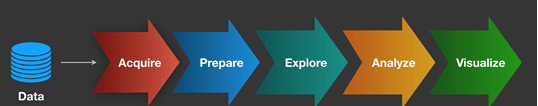 Data
Acquire
Prepare
Explore
Analyze
Visualize